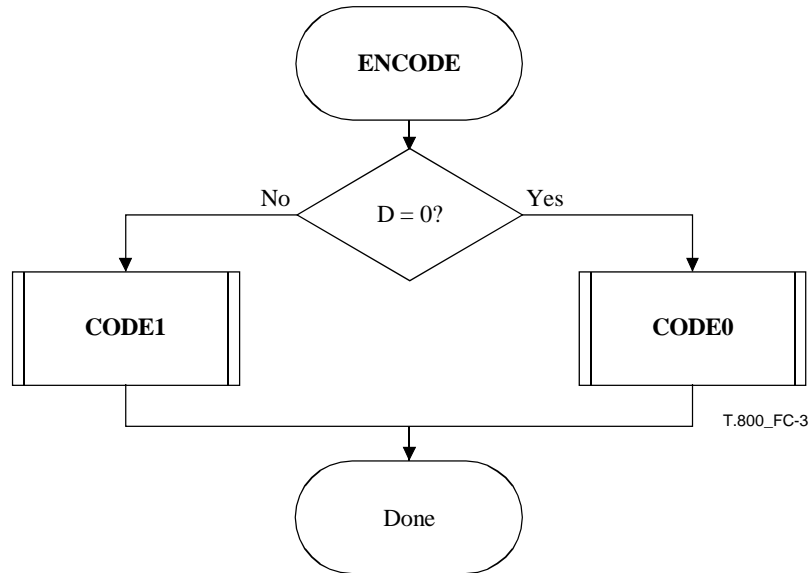 ENCODE
No
D = 0?
Yes
CODE1
CODE0
T.800_FC-3
Done